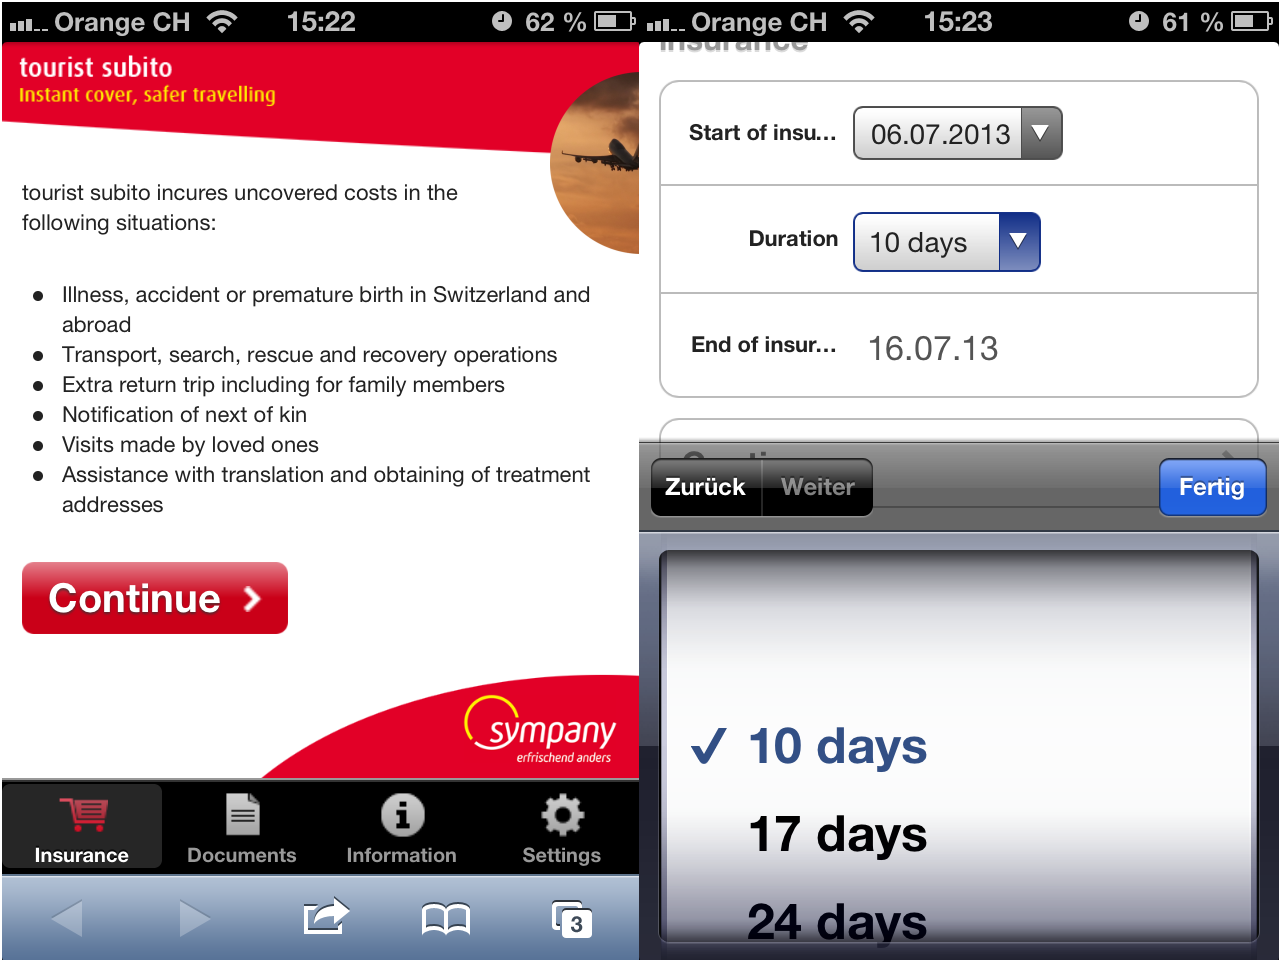 Orange CH 15:22 62 %
tourist subito
Instant cover, safer travelling
tourist subito incures uncovered costs in the
following situations:
Illness, accident or premature birth in Switzerland and
abroad
Transport, search, rescue and recovery operations
Extra return trip including for family members
Notification of next of kin
Visits made by loved ones
Assistance with translation and obtaining of treatment
addresses
Continue
sympany
erfrischend anders
Insurance Documents Information Settings
3
Orange CH 15:23 61 %
Insurance
Start of insu... 06.07.2013
Duration 10 days
End of insur... 16.07.13
Zurück Weiter Fertig
✓ 10 days
17 days
24 days